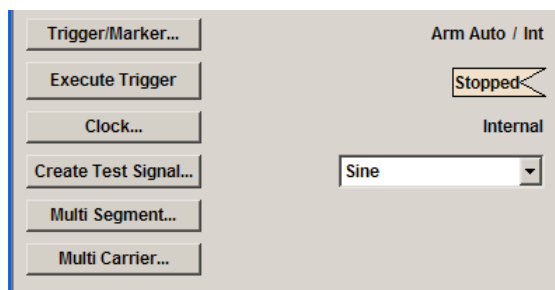 Trigger/Marker... Arm Auto / Int
Execute Trigger Stopped
Clock... Internal
Create Test Signal... Sine
Multi Segment...
Multi Carrier...